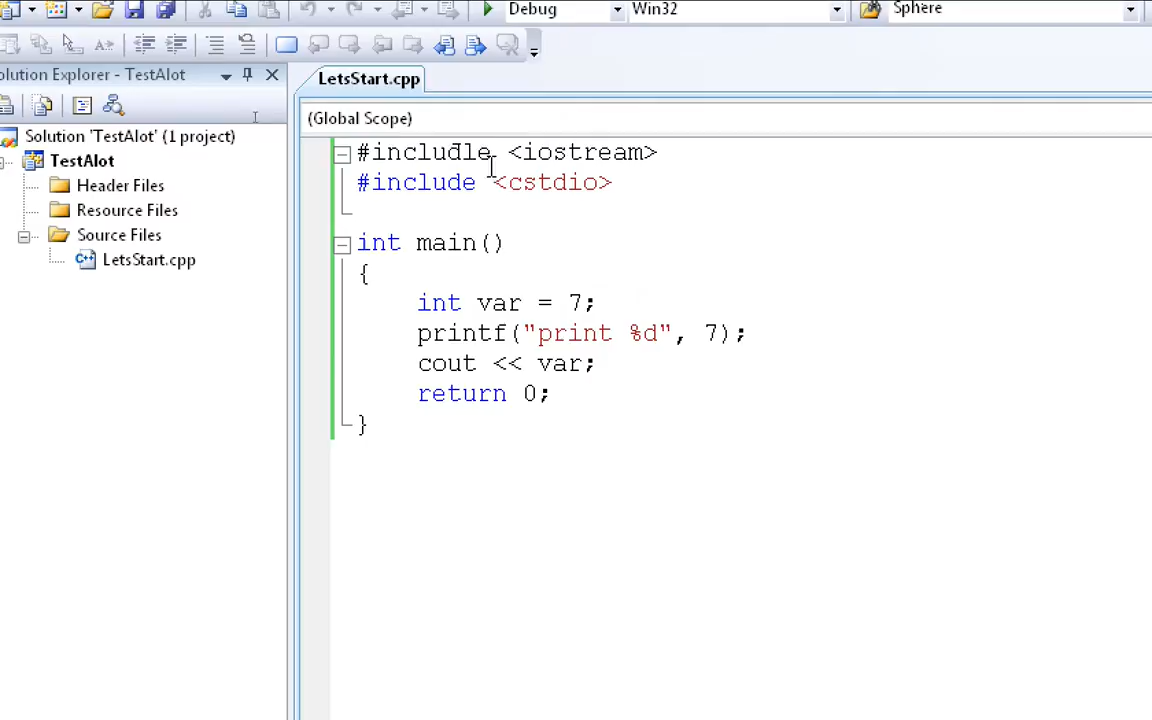 Debug Win32 Sphere
olution Explorer - TestAlot
LetsStart.cpp
(Global Scope)
Solution 'TestAlot' (1 project)
TestAlot
Header Files
Resource Files
Source Files
LetsStart.cpp
#includle <iostream>
#include <cstdio>
int main()
{
int var = 7;
printf("print %d", 7);
cout << var;
return 0;
}